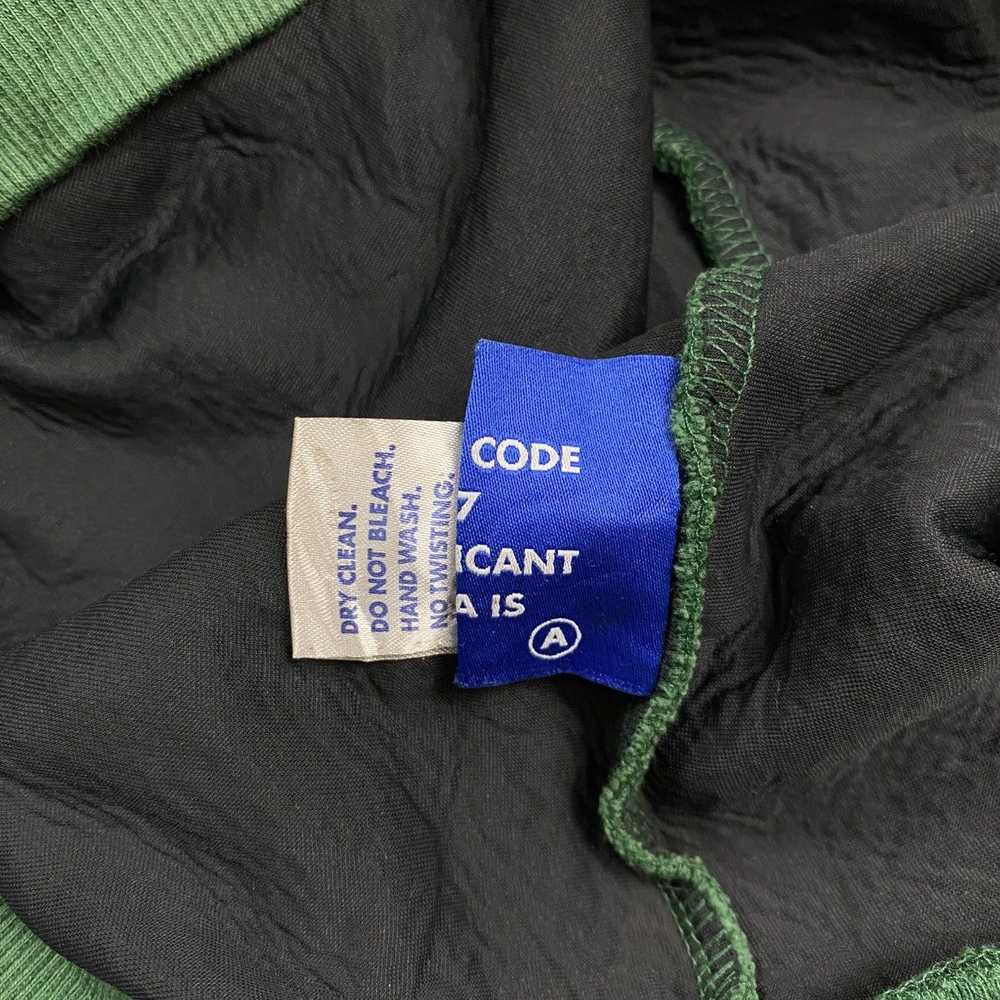 DRY CLEAN.
DO NOT BLEACH.
HAND WASH.
NO TWISTING.
CODE
7
ICANT
A IS
A